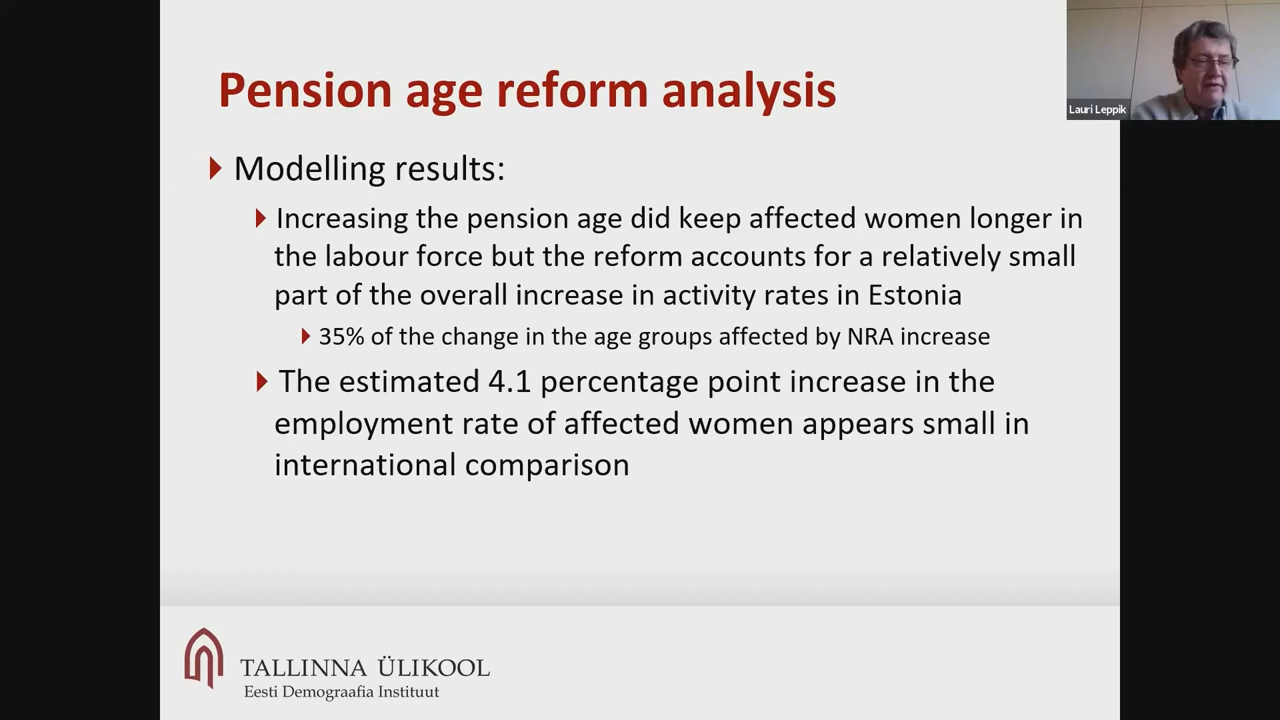 Pension age reform analysis
Lauri Leppik
Modelling results:
Increasing the pension age did keep affected women longer in
the labour force but the reform accounts for a relatively small
part of the overall increase in activity rates in Estonia
35% of the change in the age groups affected by NRA increase
The estimated 4.1 percentage point increase in the
employment rate of affected women appears small in
international comparison
TALLINNA ÜLIKOOL
Eesti Demograafia Instituut